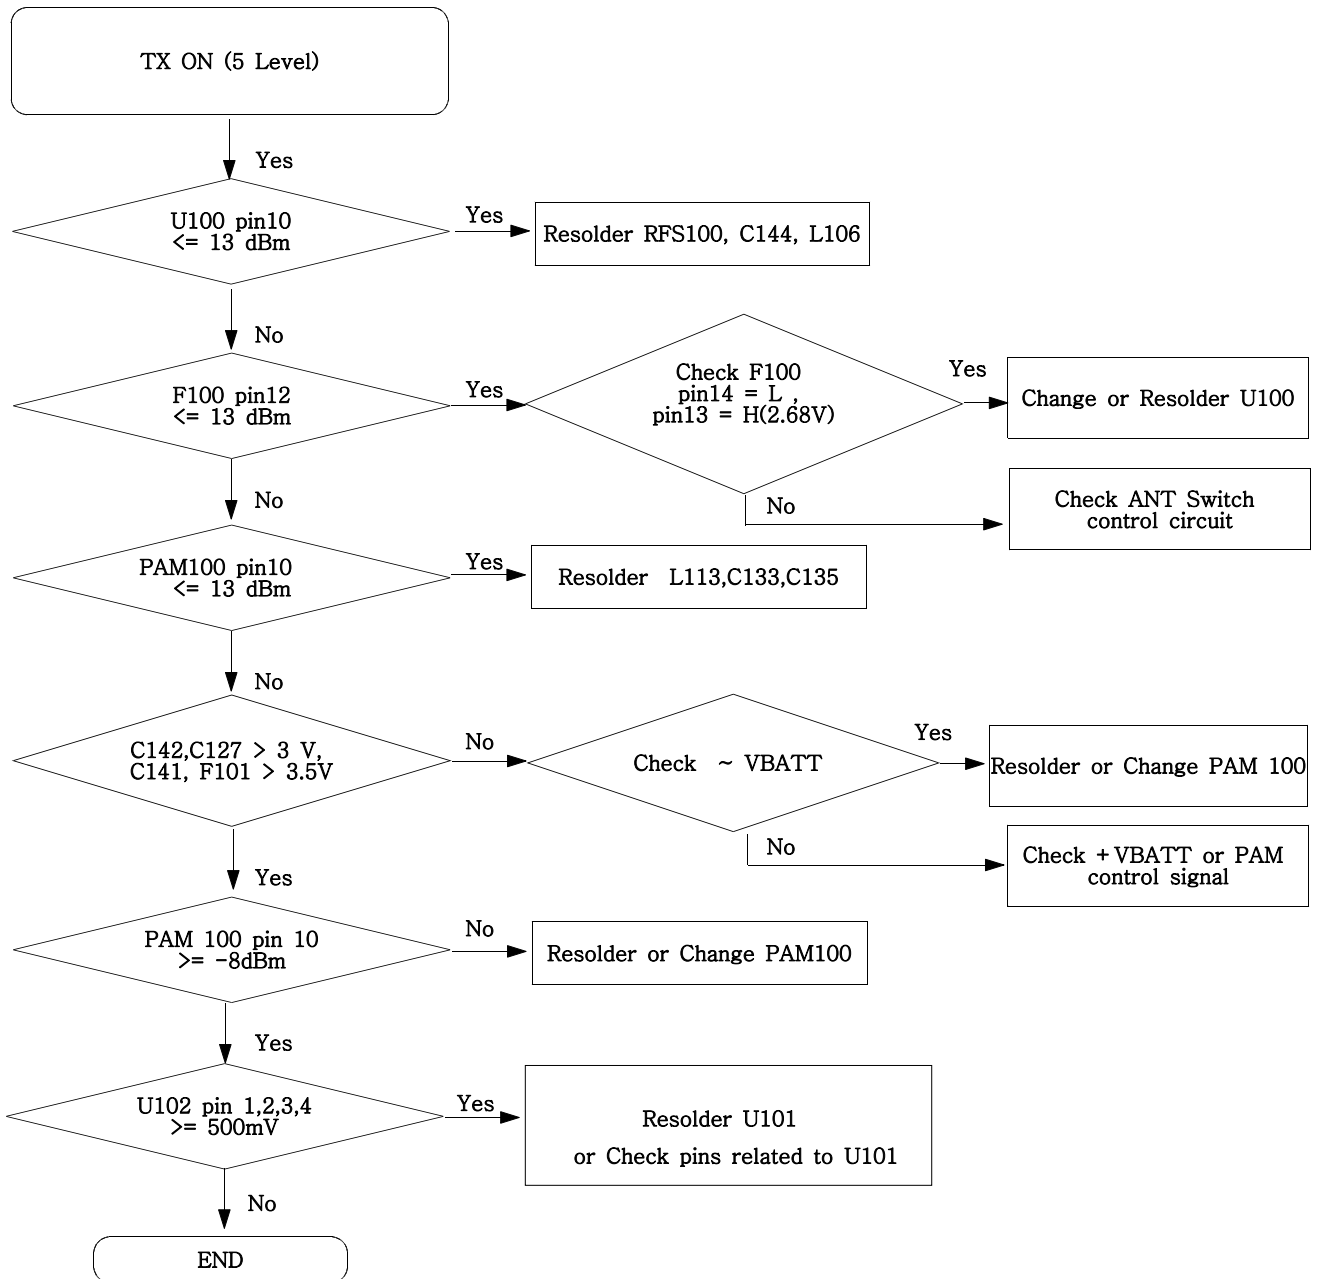 TX ON (5 Level)
Yes
U100 pin10
<= 13 dBm
Yes
Resolder RFS100, C144, L106
No
F100 pin12
<= 13 dBm
Yes
Check F100
pin14 = L ,
pin13 = H(2.68V)
Yes
Change or Resolder U100
No
Check ANT Switch
control circuit
No
PAM100 pin10
<= 13 dBm
Yes
Resolder L113,C133,C135
No
C142,C127 > 3 V,
C141, F101 > 3.5V
No
Check ~ VBATT
Yes
Resolder or Change PAM 100
No
Check +VBATT or PAM
control signal
Yes
PAM 100 pin 10
>= -8dBm
No
Resolder or Change PAM100
Yes
U102 pin 1,2,3,4
>= 500mV
Yes
Resolder U101
or Check pins related to U101
No
END